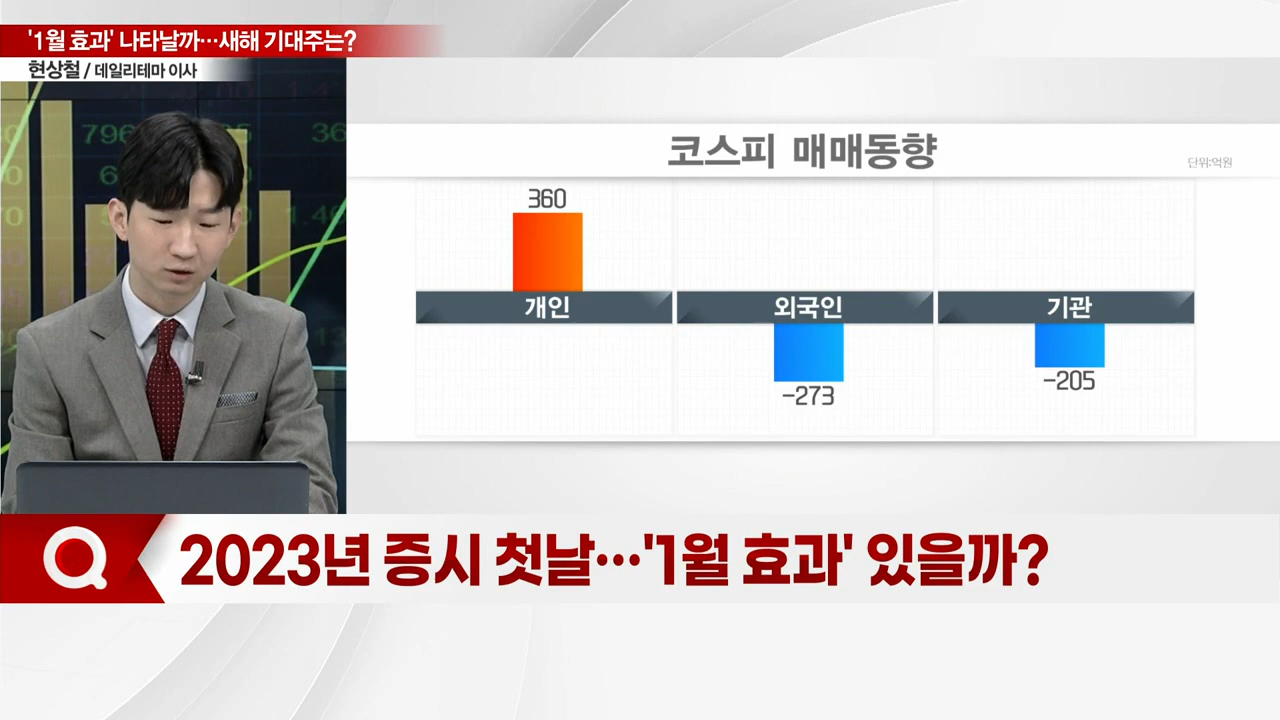 '1월 효과' 나타날까…새해 기대주는?
현상철 / 데일리테마 이사
코스피 매매동향
단위:억원
360
개인
외국인
기관
-273
-205
2023년 증시 첫날…'1월 효과' 있을까?